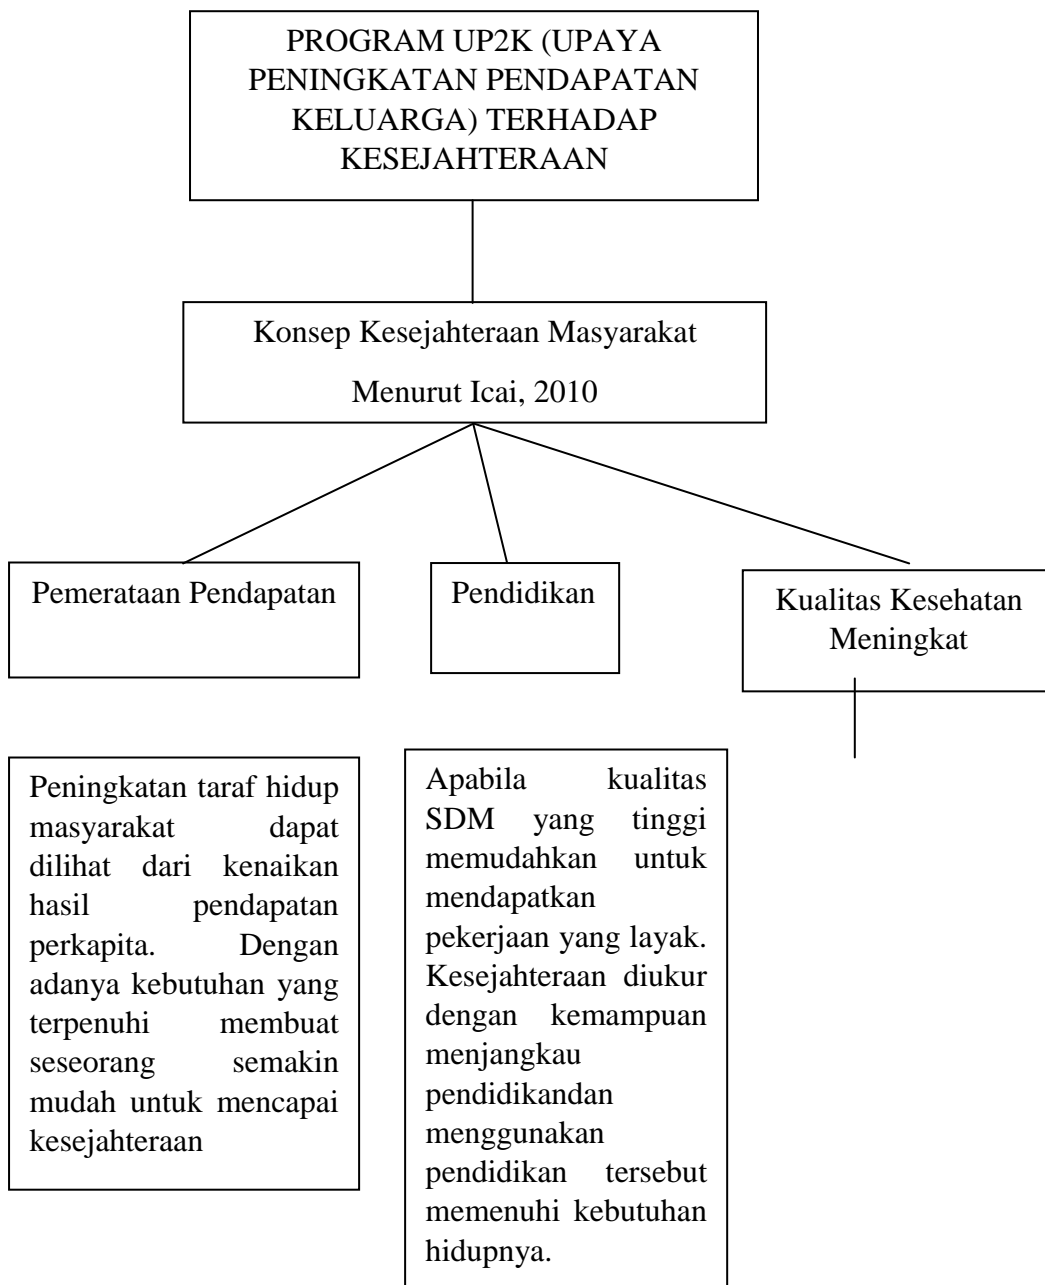 PROGRAM UP2K (UPAYA
PENINGKATAN PENDAPATAN
KELUARGA) TERHADAP
KESEJAHTERAAN
Konsep Kesejahteraan Masyarakat
Menurut Icai, 2010
Pemerataan Pendapatan
Pendidikan
Kualitas Kesehatan
Meningkat
Peningkatan taraf hidup
masyarakat dapat
dilihat dari kenaikan
hasil pendapatan
perkapita. Dengan
adanya kebutuhan yang
terpenuhi membuat
seseorang semakin
mudah untuk mencapai
kesejahteraan
Apabila kualitas
SDM yang tinggi
memudahkan untuk
mendapatkan
pekerjaan yang layak.
Kesejahteraan diukur
dengan kemampuan
menjangkau
pendidikandan
menggunakan
pendidikan tersebut
memenuhi kebutuhan
hidupnya.